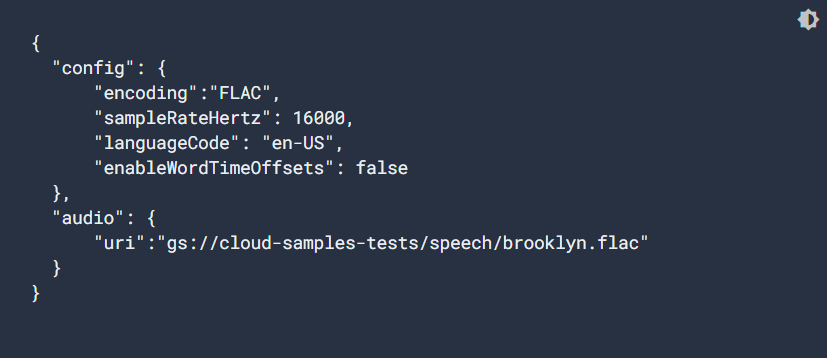 {
  "config": {
      "encoding":"FLAC",
      "sampleRateHertz": 16000,
      "languageCode": "en-US",
      "enableWordTimeOffsets": false
  },
  "audio": {
      "uri":"gs://cloud-samples-tests/speech/brooklyn.flac"
  }
}